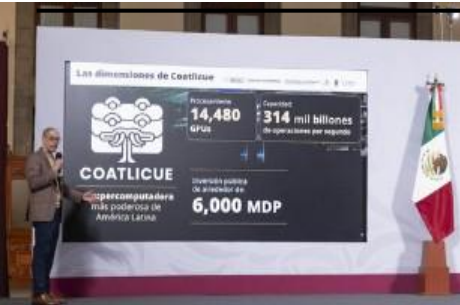 Las dimensiones de Coatlicue
Procesamiento
14,480
GPUs
Capacidad
314 mil billones
de operaciones por segundo
COATLICUE
Supercomputadora
más poderosa de
América Latina
Inversión pública
de alrededor de:
6,000 MDP